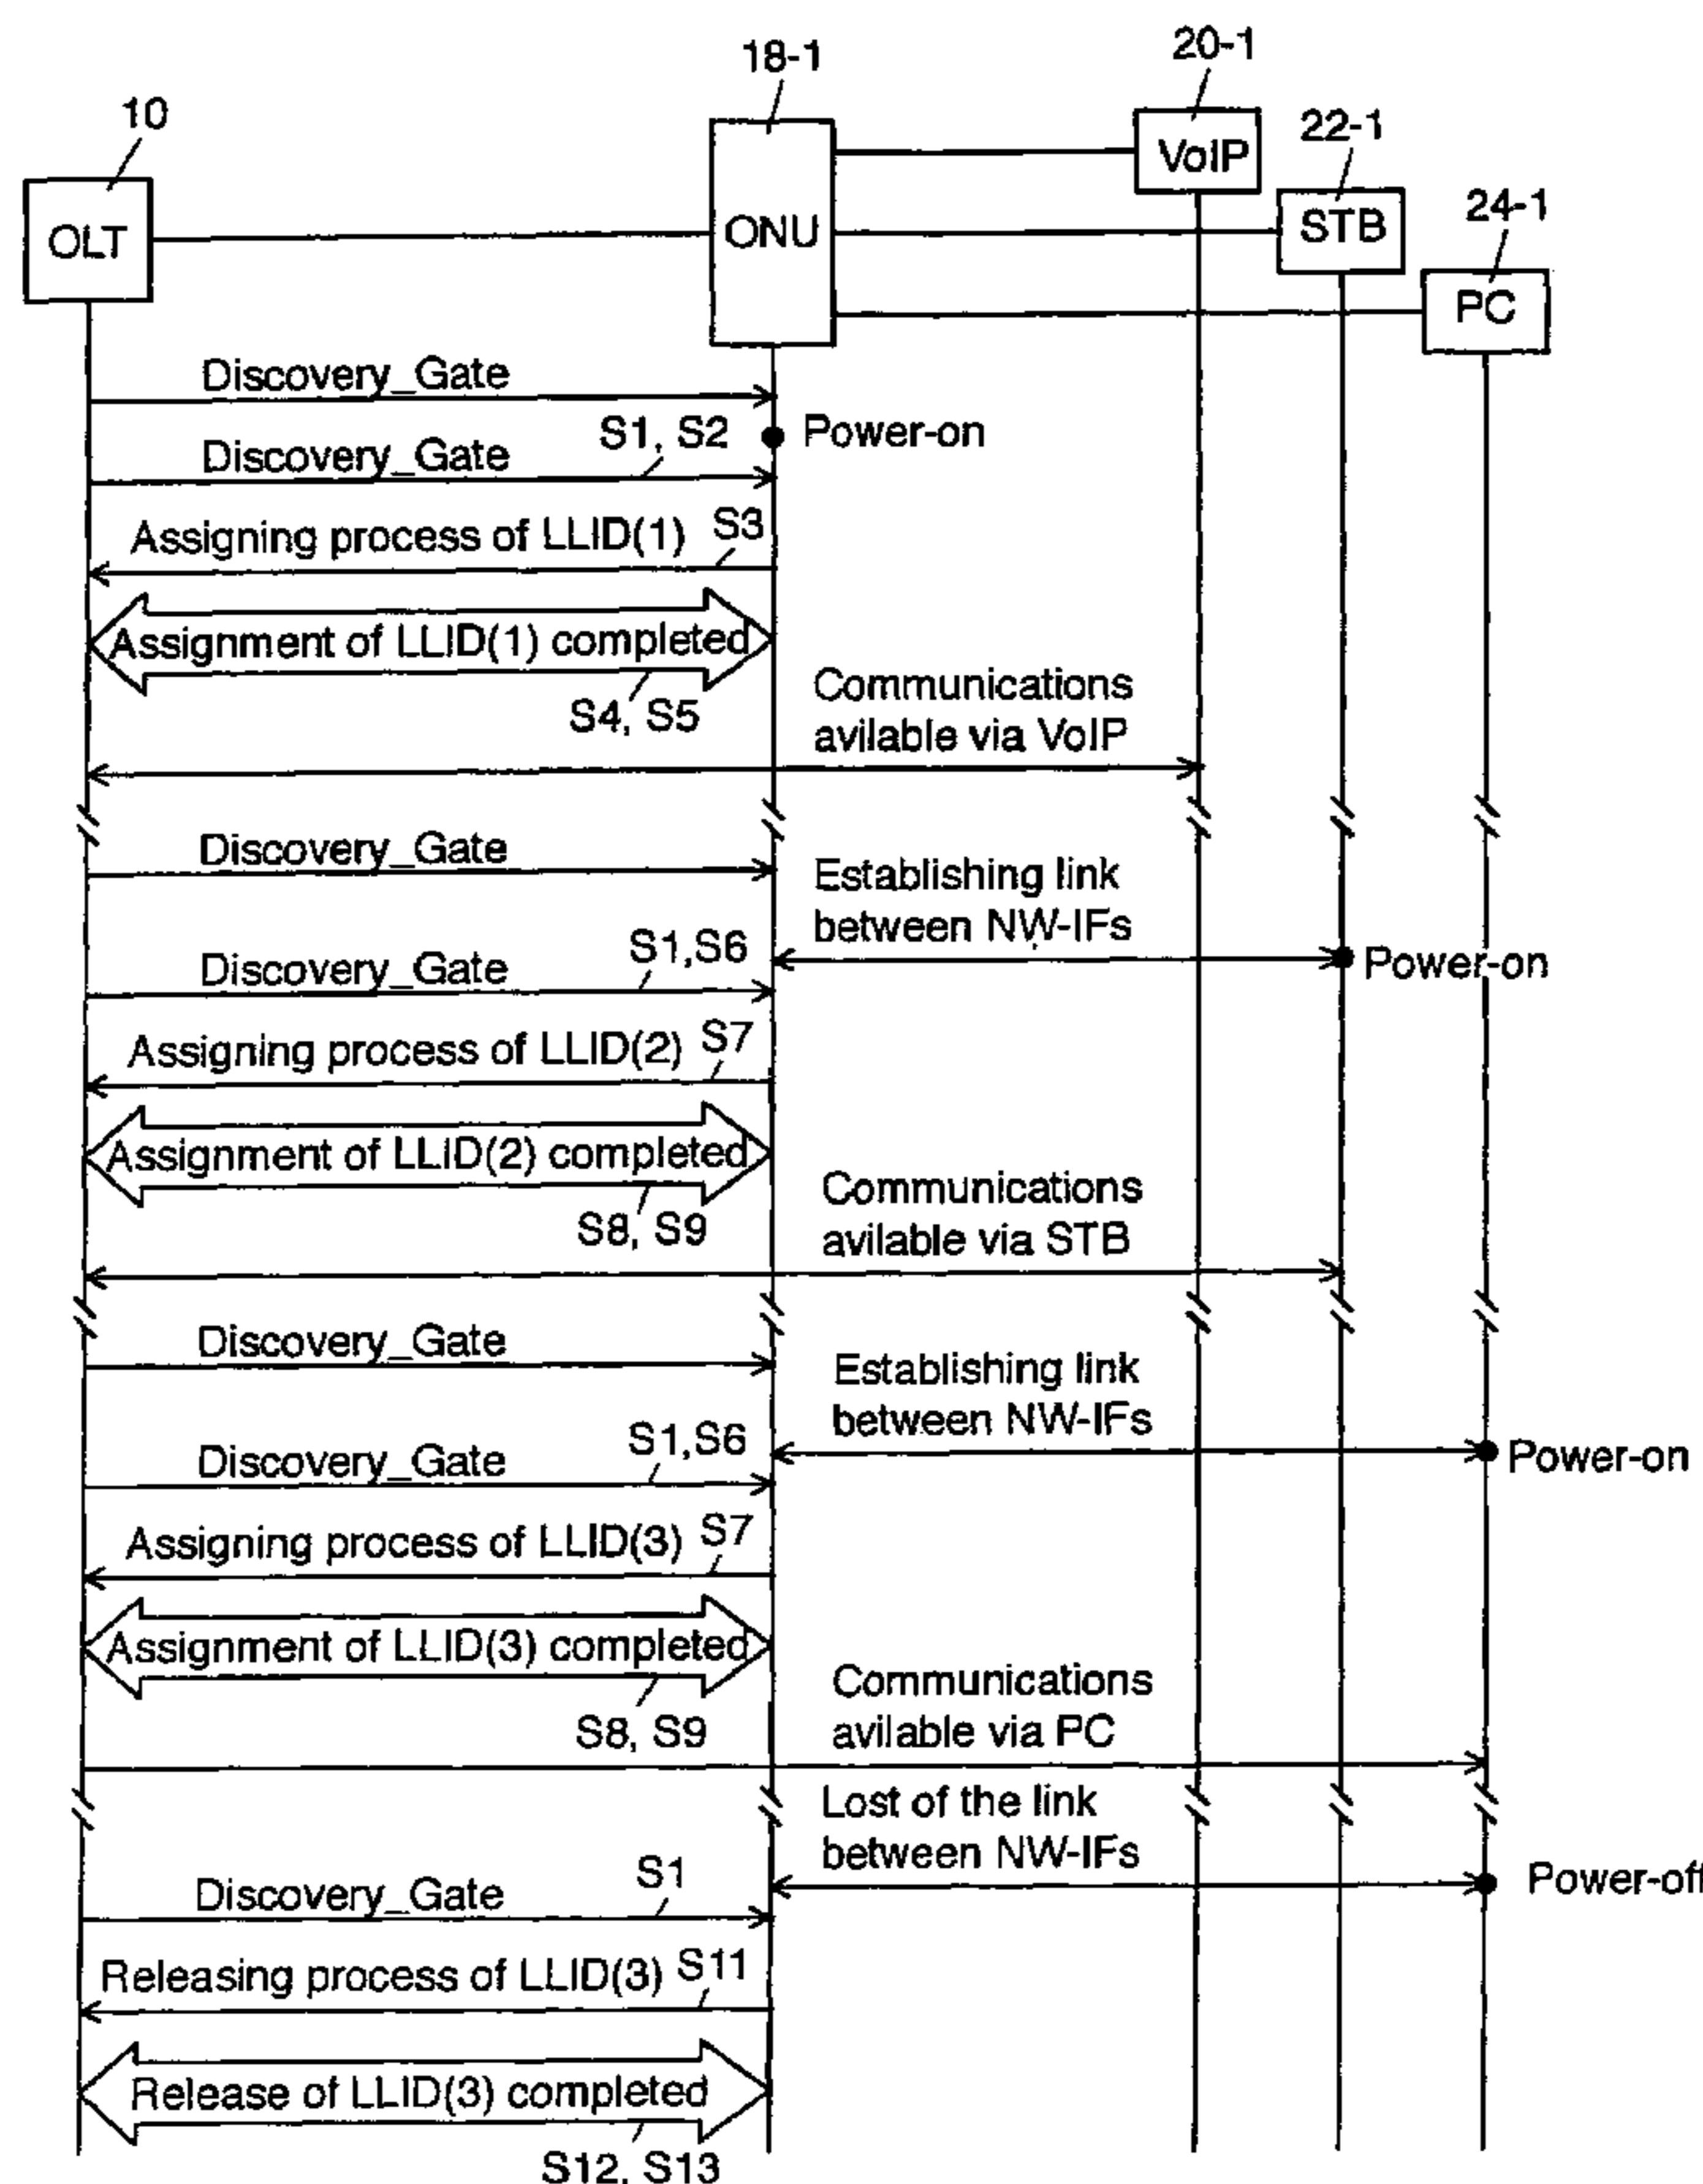 18-1
20-1
10
22-1
VoIP
24-1
STB
OLT
ONU
PC
Discovery_Gate
S1, S2
Power-on
Discovery_Gate
Assigning process of LLID(1)
S3
Assignment of LLID(1) completed
S4, S5
Communications
avilable via VoIP
Discovery_Gate
Establishing link
between NW-IFs
S1,S6
Discovery_Gate
Power-on
Assigning process of LLID(2)
S7
Assignment of LLID(2) completed
S8, S9
Communications
avilable via STB
Discovery_Gate
Establishing link
between NW-IFs
S1,S6
Discovery_Gate
Power-on
Assigning process of LLID(3)
S7
Assignment of LLID(3) completed
S8, S9
Communications
avilable via PC
Lost of the link
between NW-IFs
S1
Discovery_Gate
Power-off
Releasing process of LLID(3)
S11
Release of LLID(3) completed
S12, S13